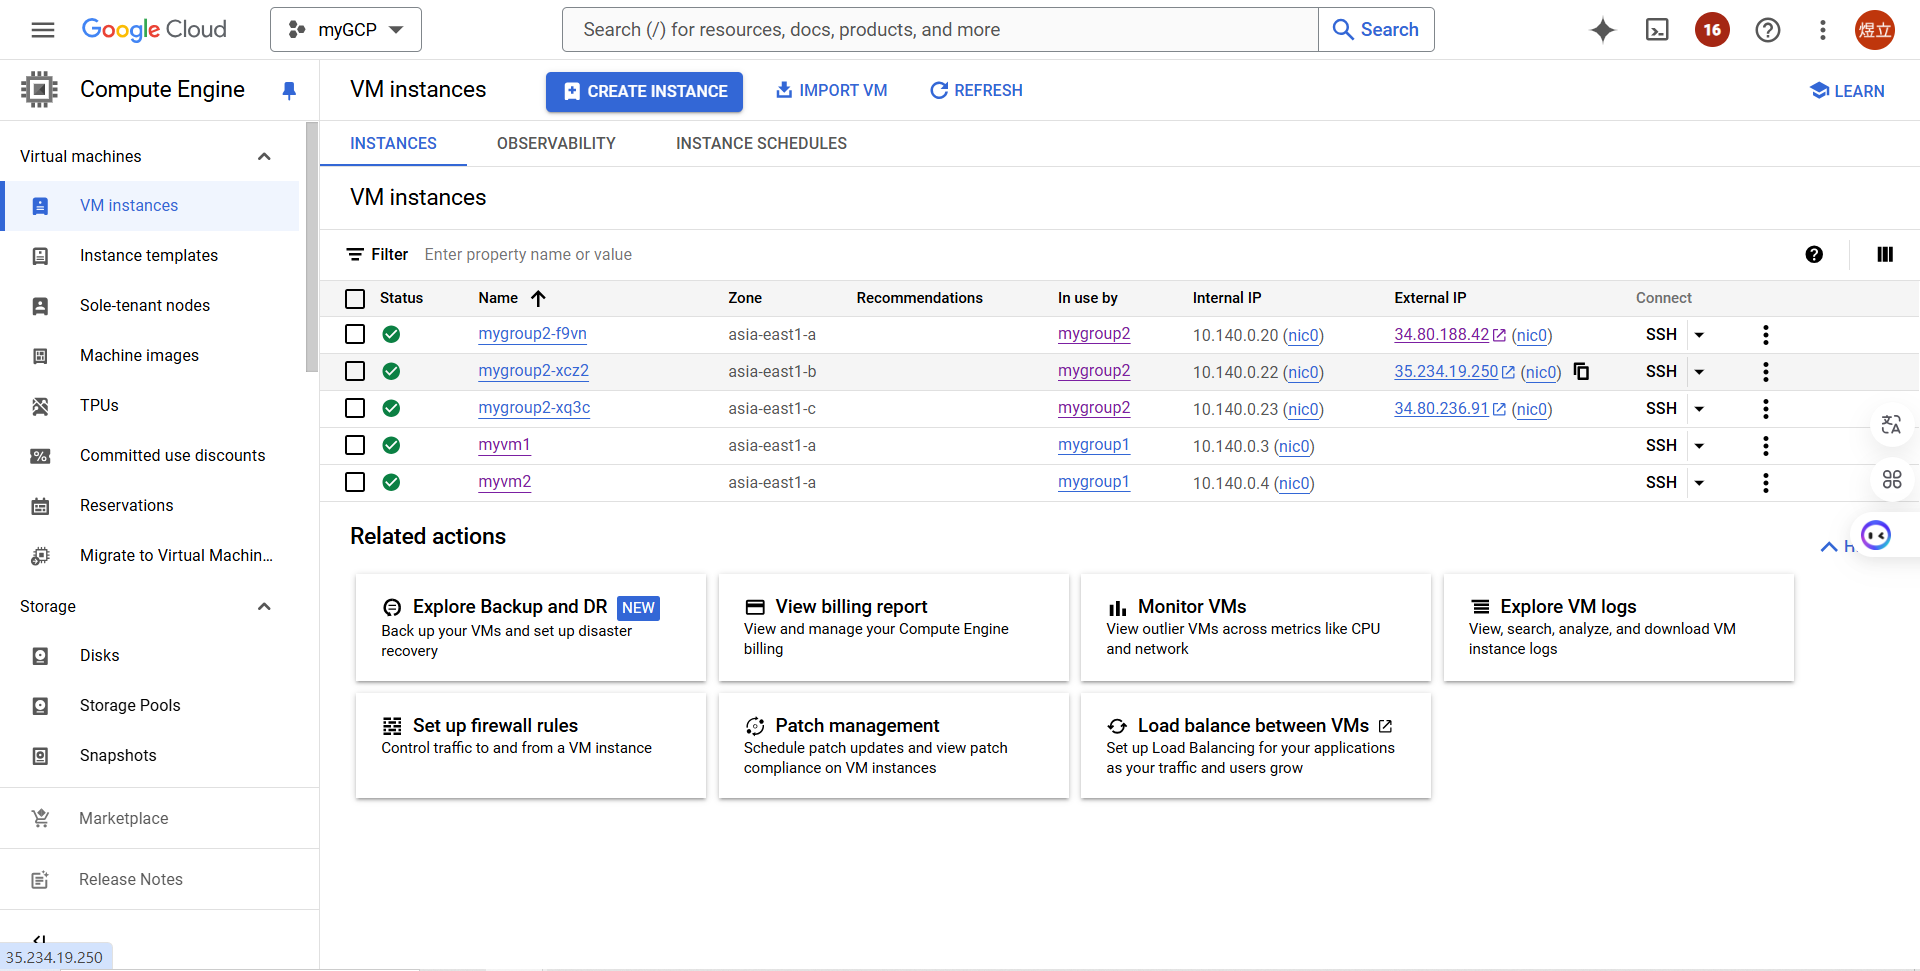 Google Cloud
myGCP
Search (/) for resources, docs, products, and more
Search
16
煜立
Compute Engine
VM instances
CREATE INSTANCE
IMPORT VM
REFRESH
LEARN
INSTANCES
OBSERVABILITY
INSTANCE SCHEDULES
Virtual machines
VM instances
Instance templates
Sole-tenant nodes
Machine images
TPUs
Committed use discounts
Reservations
Migrate to Virtual Machin...
Storage
Disks
Storage Pools
Snapshots
Marketplace
Release Notes
35.234.19.250
VM instances
Filter Enter property name or value
Status Name Zone Recommendations In use by Internal IP External IP Connect
mygroup2-f9vn asia-east1-a mygroup2 10.140.0.20 (nic0) 34.80.188.42 (nic0) SSH
mygroup2-xcz2 asia-east1-b mygroup2 10.140.0.22 (nic0) 35.234.19.250 (nic0) SSH
mygroup2-xq3c asia-east1-c mygroup2 10.140.0.23 (nic0) 34.80.236.91 (nic0) SSH
myvm1 asia-east1-a mygroup1 10.140.0.3 (nic0) SSH
myvm2 asia-east1-a mygroup1 10.140.0.4 (nic0) SSH
Related actions
Explore Backup and DR NEW
Back up your VMs and set up disaster
recovery
View billing report
View and manage your Compute Engine
billing
Monitor VMs
View outlier VMs across metrics like CPU
and network
Explore VM logs
View, search, analyze, and download VM
instance logs
Set up firewall rules
Control traffic to and from a VM instance
Patch management
Schedule patch updates and view patch
compliance on VM instances
Load balance between VMs
Set up Load Balancing for your applications
as your traffic and users grow